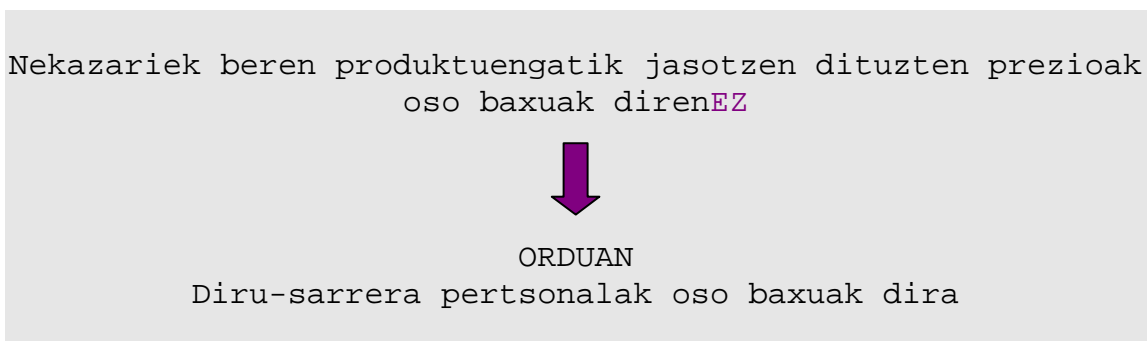 Nekazariek beren produktuengatik jasotzen dituzten prezioak
oso baxuak direnEZ
ORDUAN
Diru-sarrera pertsonalak oso baxuak dira